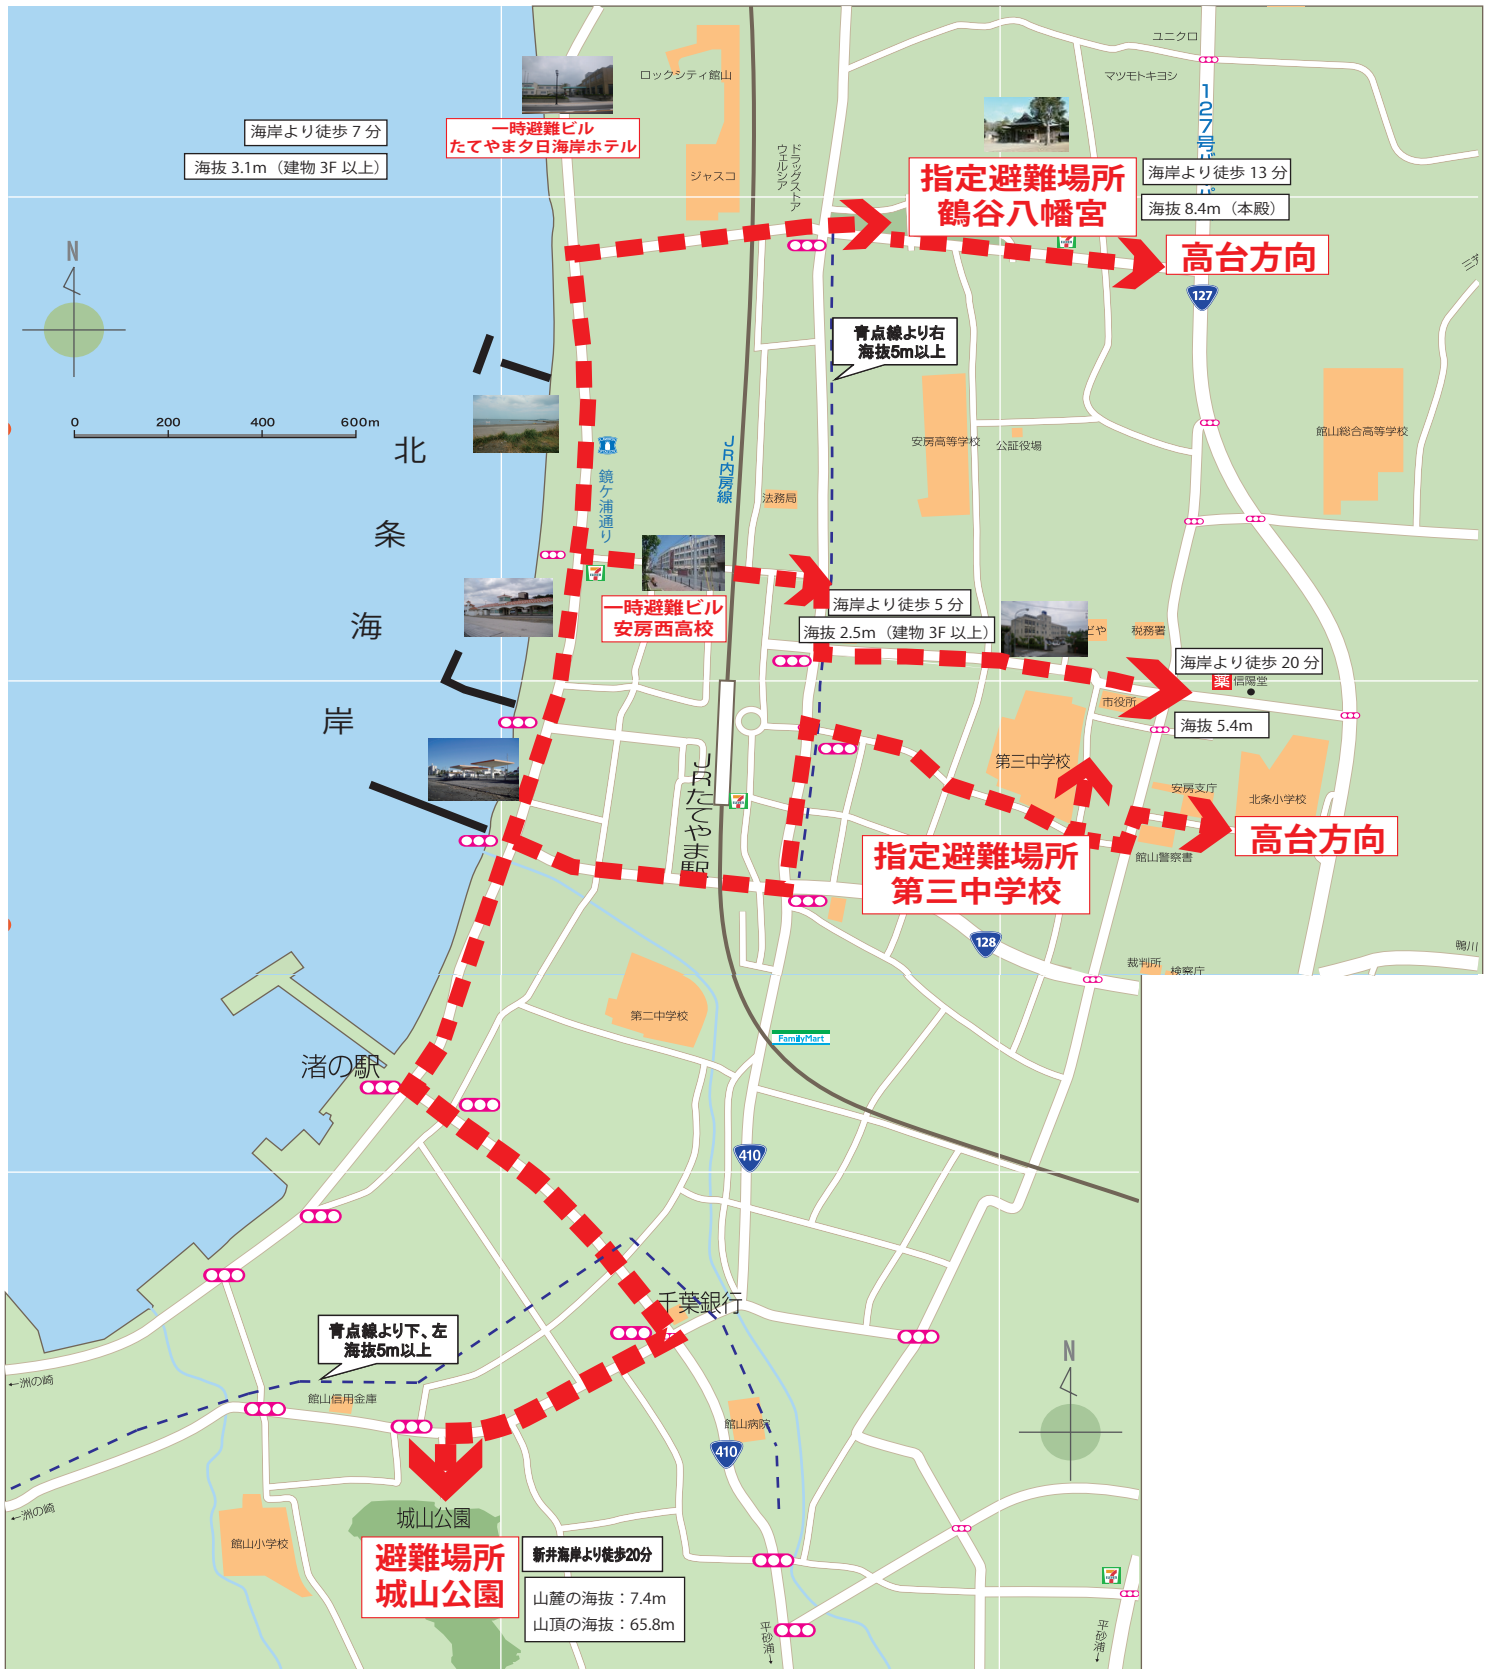 ユニクロ
ロックシティ館山
マツモトキヨシ
127号バイパ
海岸より徒歩 7 分
海抜 3.1m（建物 3F 以上）
一時避難ビル
たてやま夕日海岸ホテル
ジャスコ
ドラッグストア
ウェルシア
指定避難場所
鶴谷八幡宮
海岸より徒歩 13 分
海抜 8.4m（本殿）
高台方向
127
N
青点線より右
海抜5m以上
0 200 400 600m
北条海岸
鏡ケ浦通り
JR内房線
法務局
安房高等学校
公証役場
館山総合高等学校
一時避難ビル
安房西高校
海岸より徒歩 5 分
海抜 2.5m（建物 3F 以上）
どや
税務署
海岸より徒歩 20 分
薬
信陽堂
市役所
海抜 5.4m
JRたてやま駅
第三中学校
安房支庁
北条小学校
高台方向
館山警察書
指定避難場所
第三中学校
128
鴨川
裁判所
検察庁
第二中学校
FamilyMart
渚の駅
410
千葉銀行
青点線より下、左
海抜5m以上
←洲の崎
館山信用金庫
館山病院
410
N
←洲の崎
城山公園
館山小学校
避難場所
城山公園
新井海岸より徒歩20分
山麓の海抜：7.4m
山頂の海抜：65.8m
平砂浦→
平砂浦→